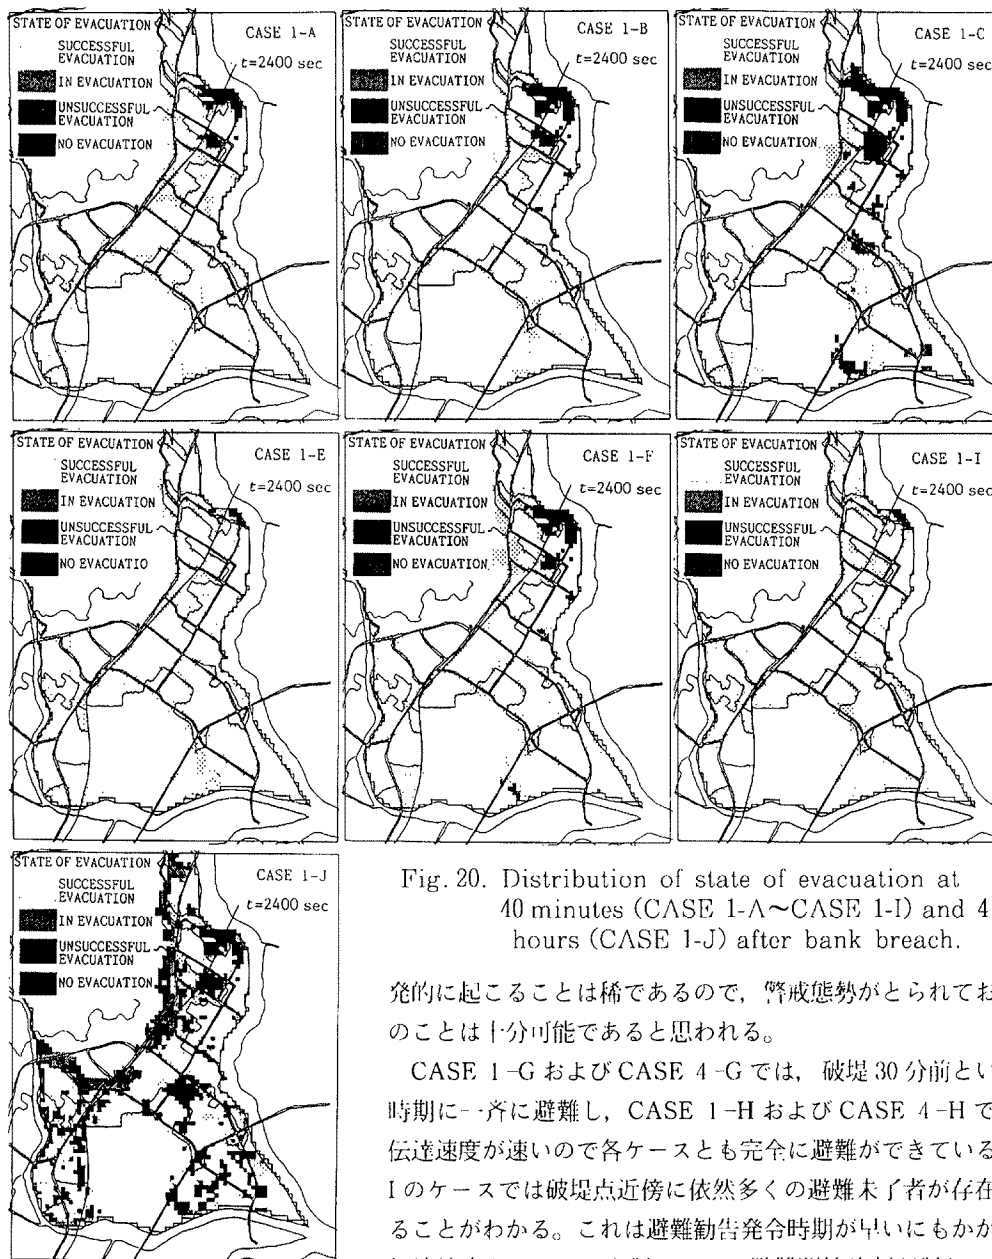 STATE OF EVACUATION
CASE 1-A
SUCCESSFUL
EVACUATION
t=2400 sec
IN EVACUATION
UNSUCCESSFUL
EVACUATION
NO EVACUATION
STATE OF EVACUATION
CASE 1-B
SUCCESSFUL
EVACUATION
t=2400 sec
IN EVACUATION
UNSUCCESSFUL
EVACUATION
NO EVACUATION
STATE OF EVACUATION
CASE 1-C
SUCCESSFUL
EVACUATION
t=2400 sec
IN EVACUATION
UNSUCCESSFUL
EVACUATION
NO EVACUATION
STATE OF EVACUATION
CASE 1-E
SUCCESSFUL
EVACUATION
t=2400 sec
IN EVACUATION
UNSUCCESSFUL
EVACUATION
NO EVACUATIO
STATE OF EVACUATION
CASE 1-F
SUCCESSFUL
EVACUATION
t=2400 sec
IN EVACUATION
UNSUCCESSFUL
EVACUATION
NO EVACUATION
STATE OF EVACUATION
CASE 1-I
SUCCESSFUL
EVACUATION
t=2400 sec
IN EVACUATION
UNSUCCESSFUL
EVACUATION
NO EVACUATION
STATE OF EVACUATION
CASE 1-J
SUCCESSFUL
EVACUATION
t=2400 sec
IN EVACUATION
UNSUCCESSFUL
EVACUATION
NO EVACUATION
Fig. 20. Distribution of state of evacuation at
40 minutes (CASE 1-A～CASE 1-I) and 4
hours (CASE 1-J) after bank breach.
発的に起こることは稀であるので，警戒態勢がとられてお
のことは十分可能であると思われる。
CASE 1-G および CASE 4-G では，破堤 30 分前とい
時期に一斉に避難し，CASE 1-H および CASE 4-H で
伝達速度が速いので各ケースとも完全に避難ができている
I のケースでは破堤点近傍に依然多くの避難未了者が存在
ることがわかる。これは避難勧告発令時期が早いにもかか